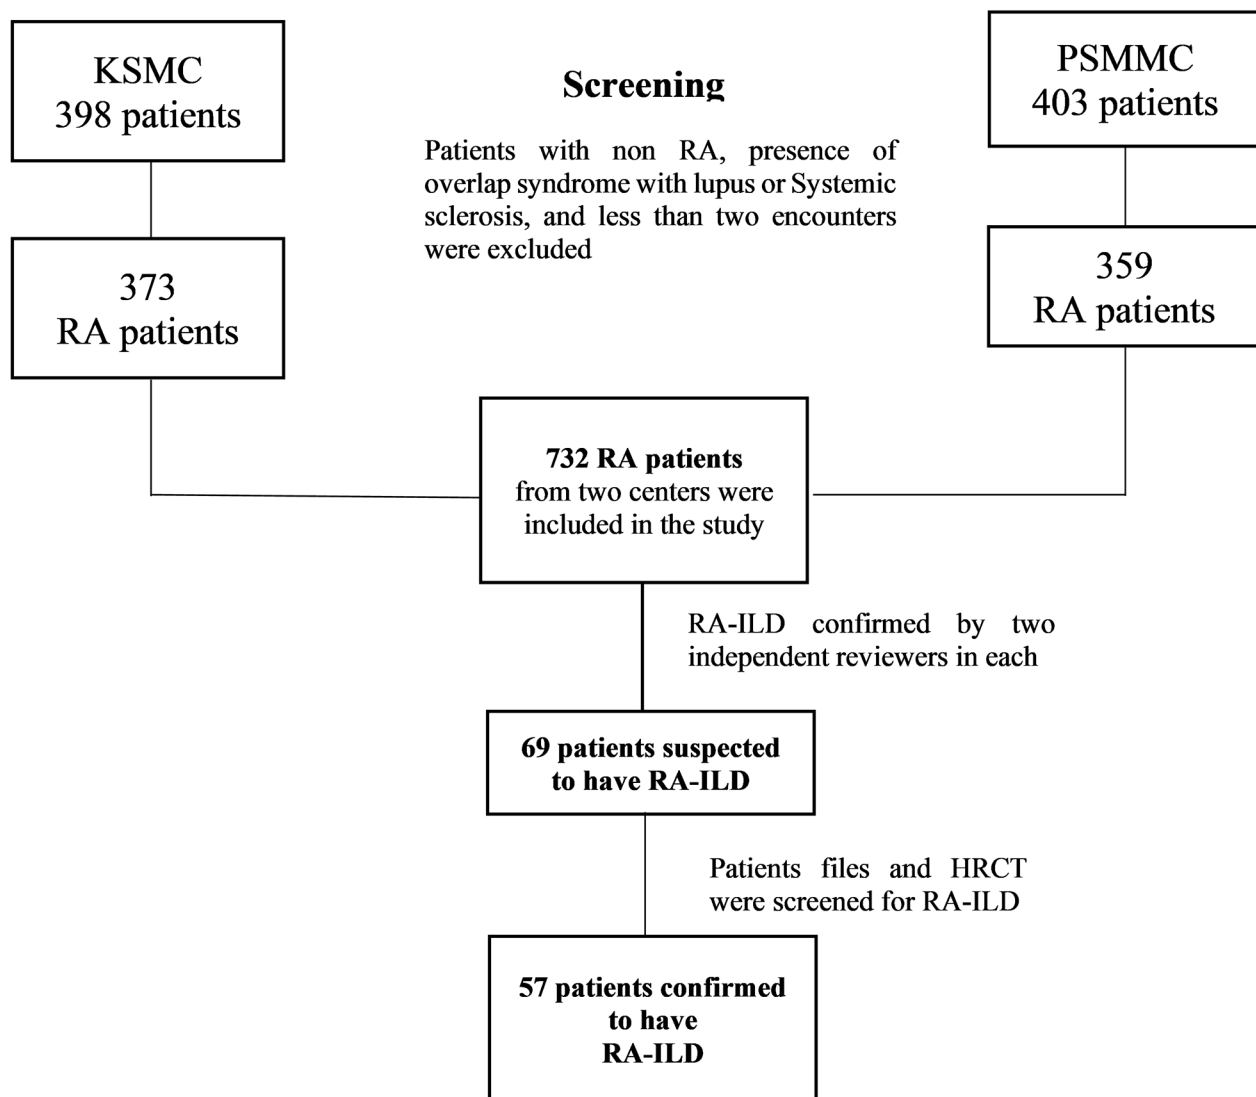 KSMC
398 patients
Screening
PSMMC
403 patients
Patients with non RA, presence of
overlap syndrome with lupus or Systemic
sclerosis, and less than two encounters
were excluded
373
RA patients
359
RA patients
732 RA patients
from two centers were
included in the study
RA-ILD confirmed by two
independent reviewers in each
69 patients suspected
to have RA-ILD
Patients files and HRCT
were screened for RA-ILD
57 patients confirmed
to have
RA-ILD